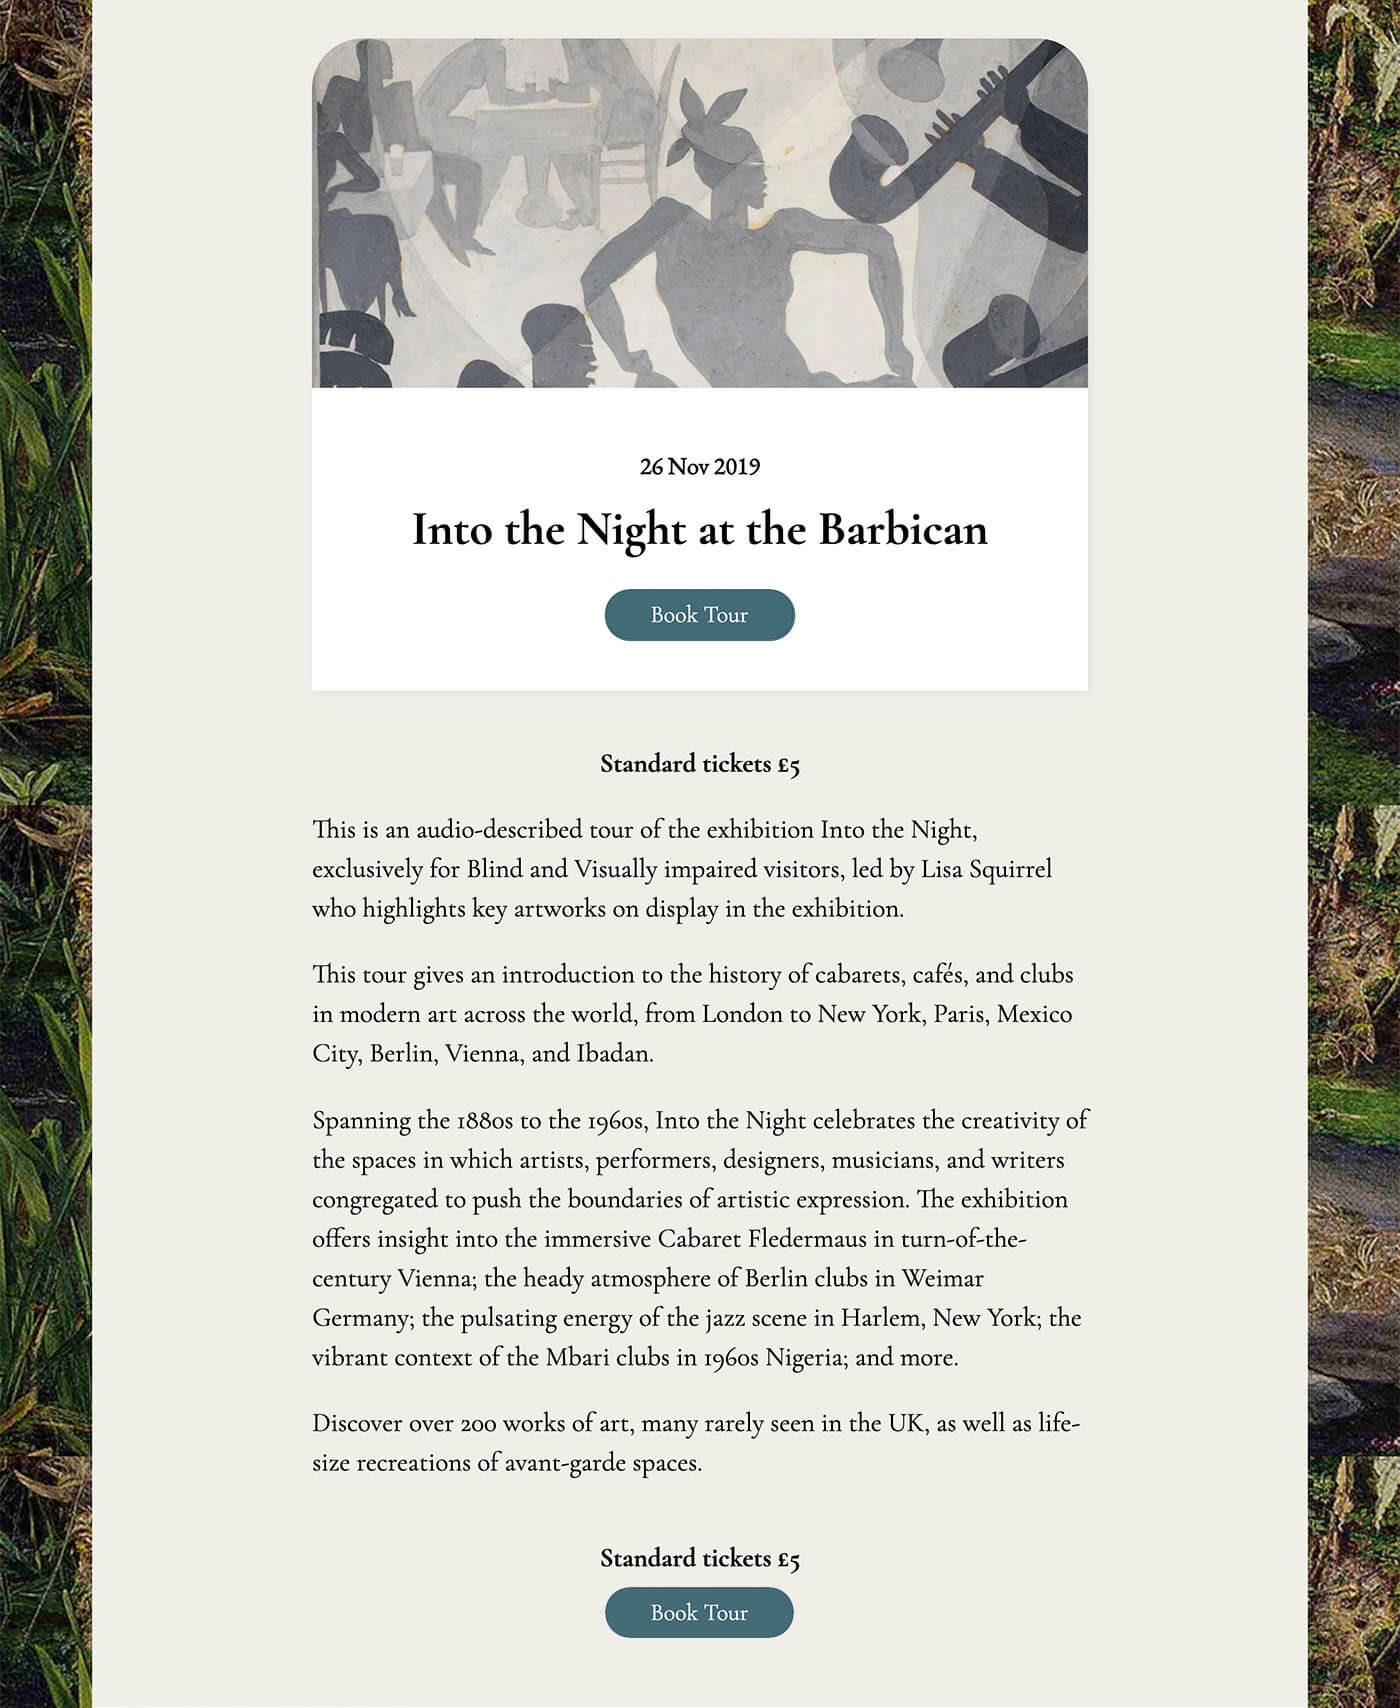 26 Nov 2019
Into the Night at the Barbican
Book Tour
Standard tickets £5
This is an audio-described tour of the exhibition Into the Night,
exclusively for Blind and Visually impaired visitors, led by Lisa Squirrel
who highlights key artworks on display in the exhibition.
This tour gives an introduction to the history of cabarets, cafés, and clubs
in modern art across the world, from London to New York, Paris, Mexico
City, Berlin, Vienna, and Ibadan.
Spanning the 1880s to the 1960s, Into the Night celebrates the creativity of
the spaces in which artists, performers, designers, musicians, and writers
congregated to push the boundaries of artistic expression. The exhibition
offers insight into the immersive Cabaret Fledermaus in turn-of-the-
century Vienna; the heady atmosphere of Berlin clubs in Weimar
Germany; the pulsating energy of the jazz scene in Harlem, New York; the
vibrant context of the Mbari clubs in 1960s Nigeria; and more.
Discover over 200 works of art, many rarely seen in the UK, as well as life-
size recreations of avant-garde spaces.
Standard tickets £5
Book Tour